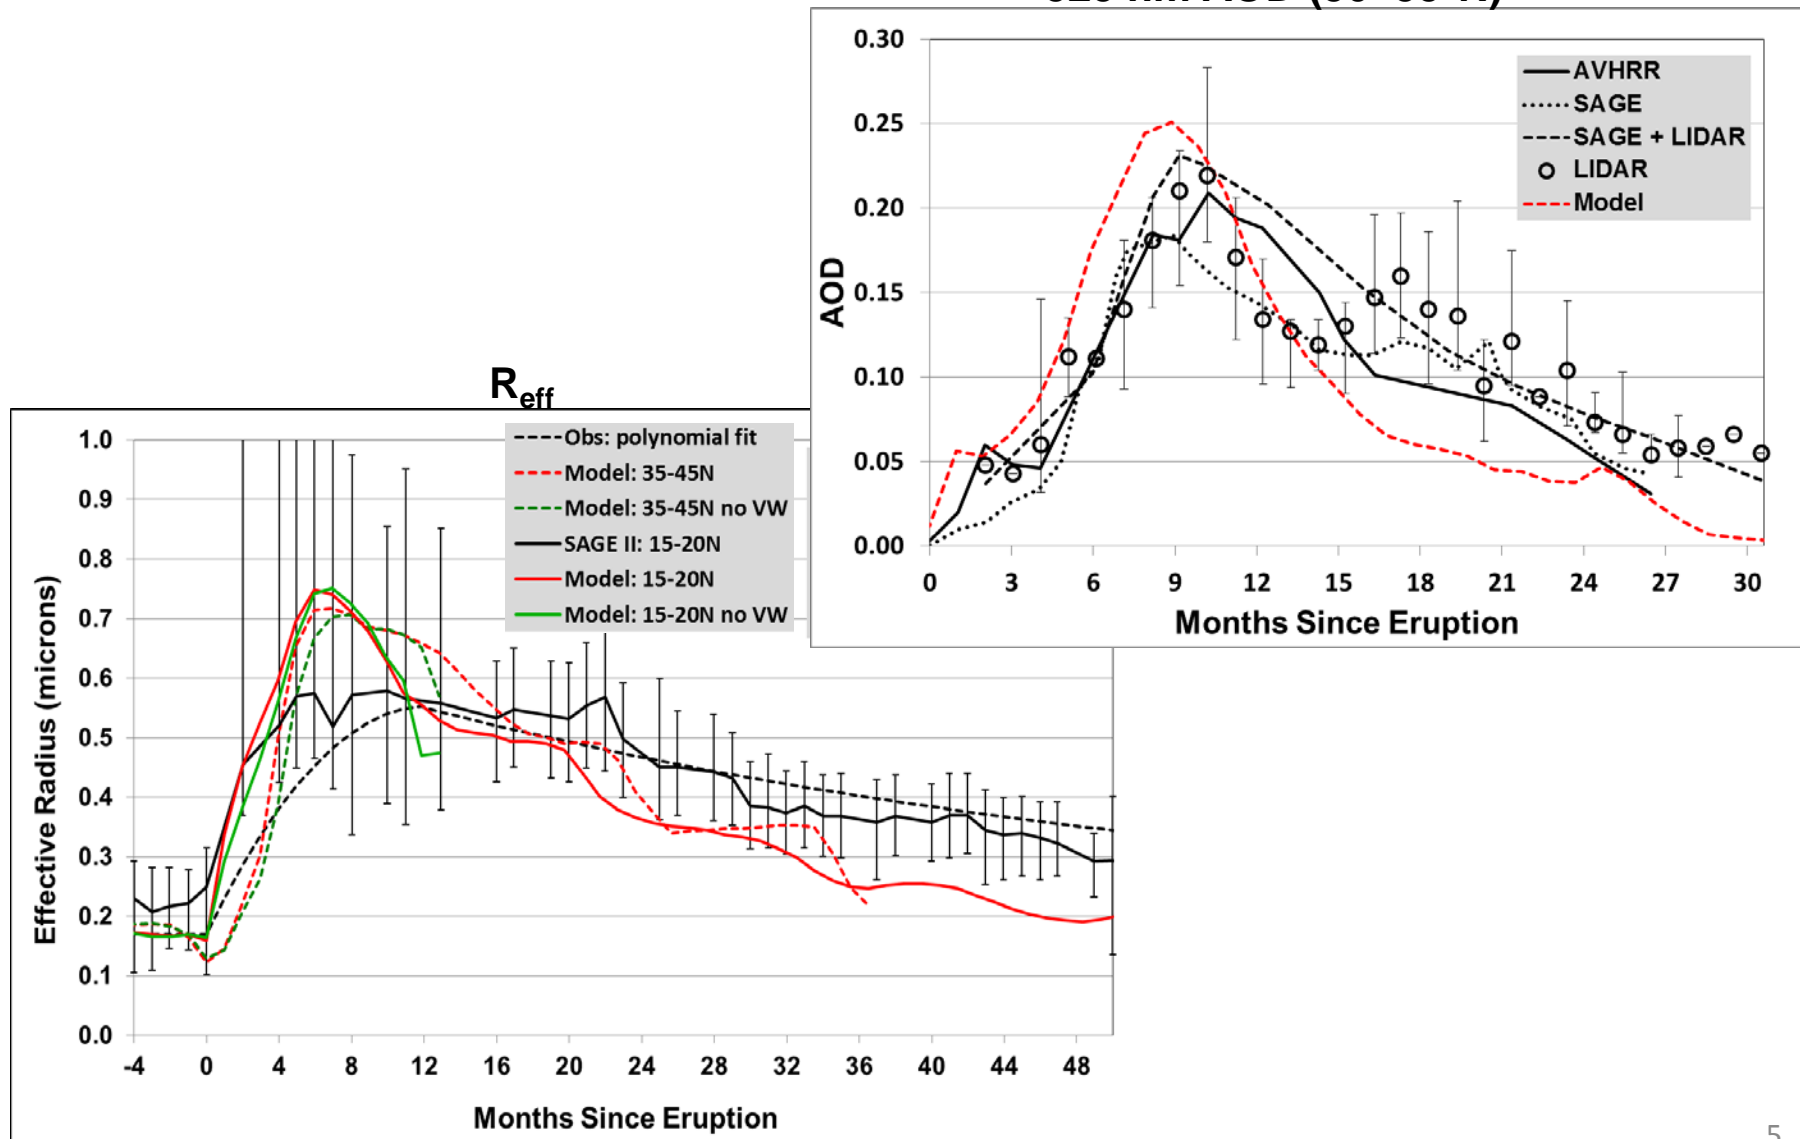 0.30
0.25
0.20
0.15
0.10
0.05
0.00
AOD
AVHRR
SAGE
SAGE + LIDAR
LIDAR
Model
0 3 6 9 12 15 18 21 24 27 30
Months Since Eruption
Reff
1.0
0.9
0.8
0.7
0.6
0.5
0.4
0.3
0.2
0.1
0.0
Effective Radius (microns)
Obs: polynomial fit
Model: 35-45N
Model: 35-45N no VW
SAGE II: 15-20N
Model: 15-20N
Model: 15-20N no VW
-4 0 4 8 12 16 20 24 28 32 36 40 44 48
Months Since Eruption
5